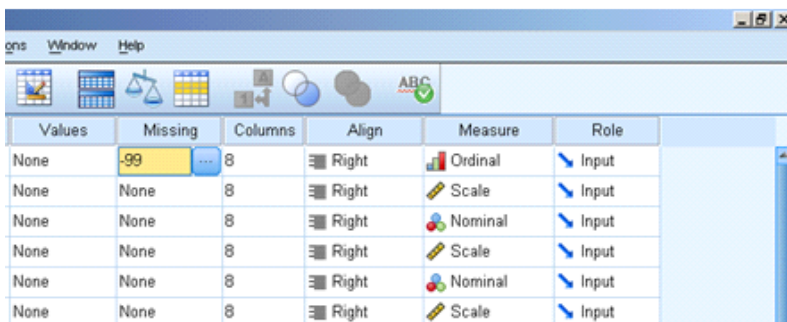 ons Window Help
A 1 ABC
Values Missing Columns Align Measure Role
None -99 ... 8 Right Ordinal Input
None None 8 Right Scale Input
None None 8 Right Nominal Input
None None 8 Right Scale Input
None None 8 Right Nominal Input
None None 8 Right Scale Input